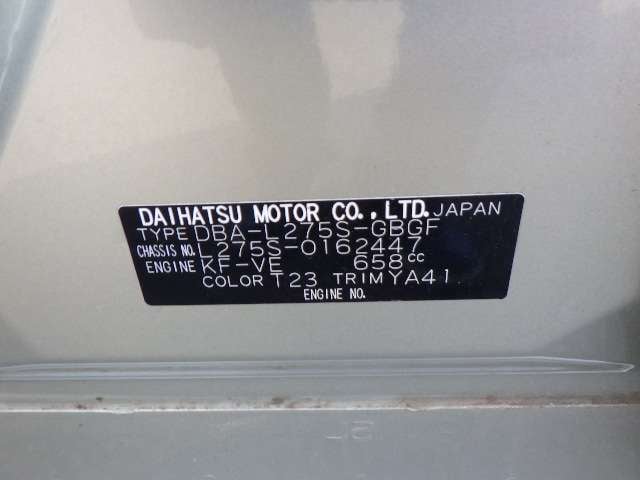 DAIHATSU MOTOR CO., LTD. JAPAN
TYPE DBA-L275S-GBGF
CHASSIS NO. L275S-0162447
ENGINE KF-VE 658cc
COLOR T23 TRIM YA41
ENGINE NO.